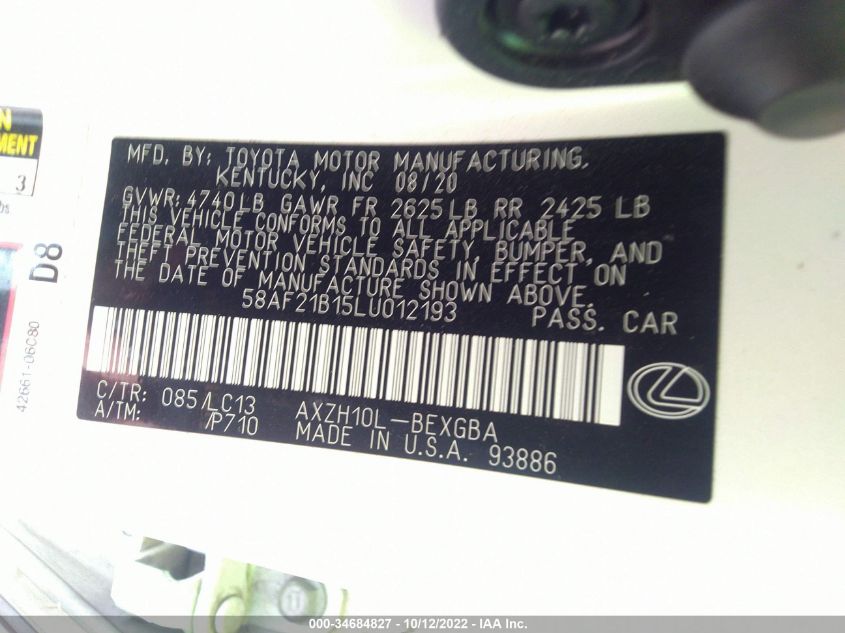 N
MENT
3
bs.
D8
42661-06C80
MFD. BY: TOYOTA MOTOR MANUFACTURING,
KENTUCKY, INC 08/20
GVWR: 4740LB GAWR FR 2625LB RR 2425 LB
THIS VEHICLE CONFORMS TO ALL APPLICABLE
FEDERAL MOTOR VEHICLE SAFETY, BUMPER, AND
THEFT PREVENTION STANDARDS IN EFFECT ON
THE DATE OF MANUFACTURE SHOWN ABOVE.
58AF21B15LU012193 PASS. CAR
C/TR: 085/LC13 AXZH10L-BEXGBA
A/TM: /P710 MADE IN U.S.A. 93886
000-34684827 - 10/12/2022 - IAA Inc.